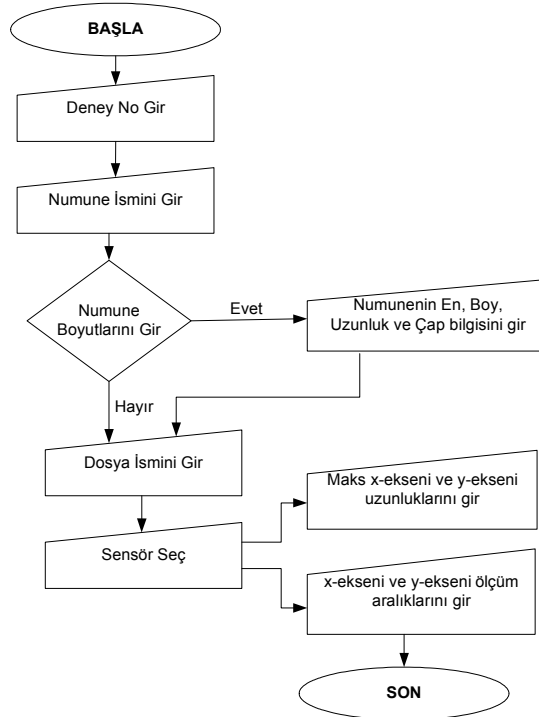 BAŞLA
Deney No Gir
Numune İsmini Gir
Numune
Boyutlarını Gir
Evet
Numunenin En, Boy,
Uzunluk ve Çap bilgisini gir
Hayır
Dosya İsmini Gir
Maks x-ekseni ve y-ekseni
uzunluklarını gir
Sensör Seç
x-ekseni ve y-ekseni ölçüm
aralıklarını gir
SON